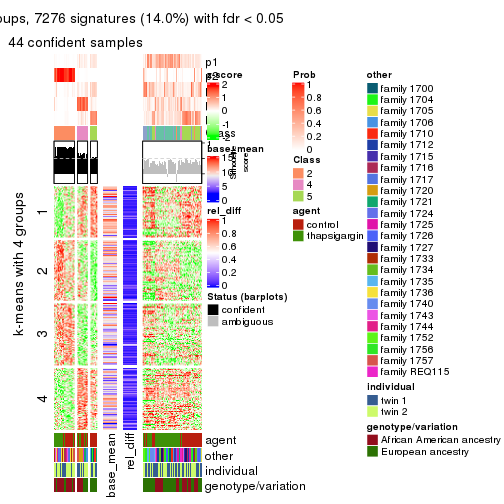 oups, 7276 signatures (14.0%) with fdr < 0.05
44 confident samples
p1
z-score
2
1
0
-1
-2
base_mean
15
10
5
0
rel_diff
1
0.8
0.6
0.4
0.2
0
Status (barplots)
confident
ambiguous
Silhouette
score
k-means with 4 groups
1
2
3
4
base_mean
rel_diff
agent
other
individual
genotype/variation
Prob
1
0.8
0.6
0.4
0.2
0
Class
2
4
5
agent
control
thapsigargin
other
family 1700
family 1704
family 1705
family 1706
family 1710
family 1712
family 1715
family 1716
family 1717
family 1720
family 1721
family 1724
family 1725
family 1726
family 1727
family 1733
family 1734
family 1735
family 1736
family 1740
family 1743
family 1744
family 1752
family 1756
family 1757
family REQ115
individual
twin 1
twin 2
genotype/variation
African American ancestry
European ancestry